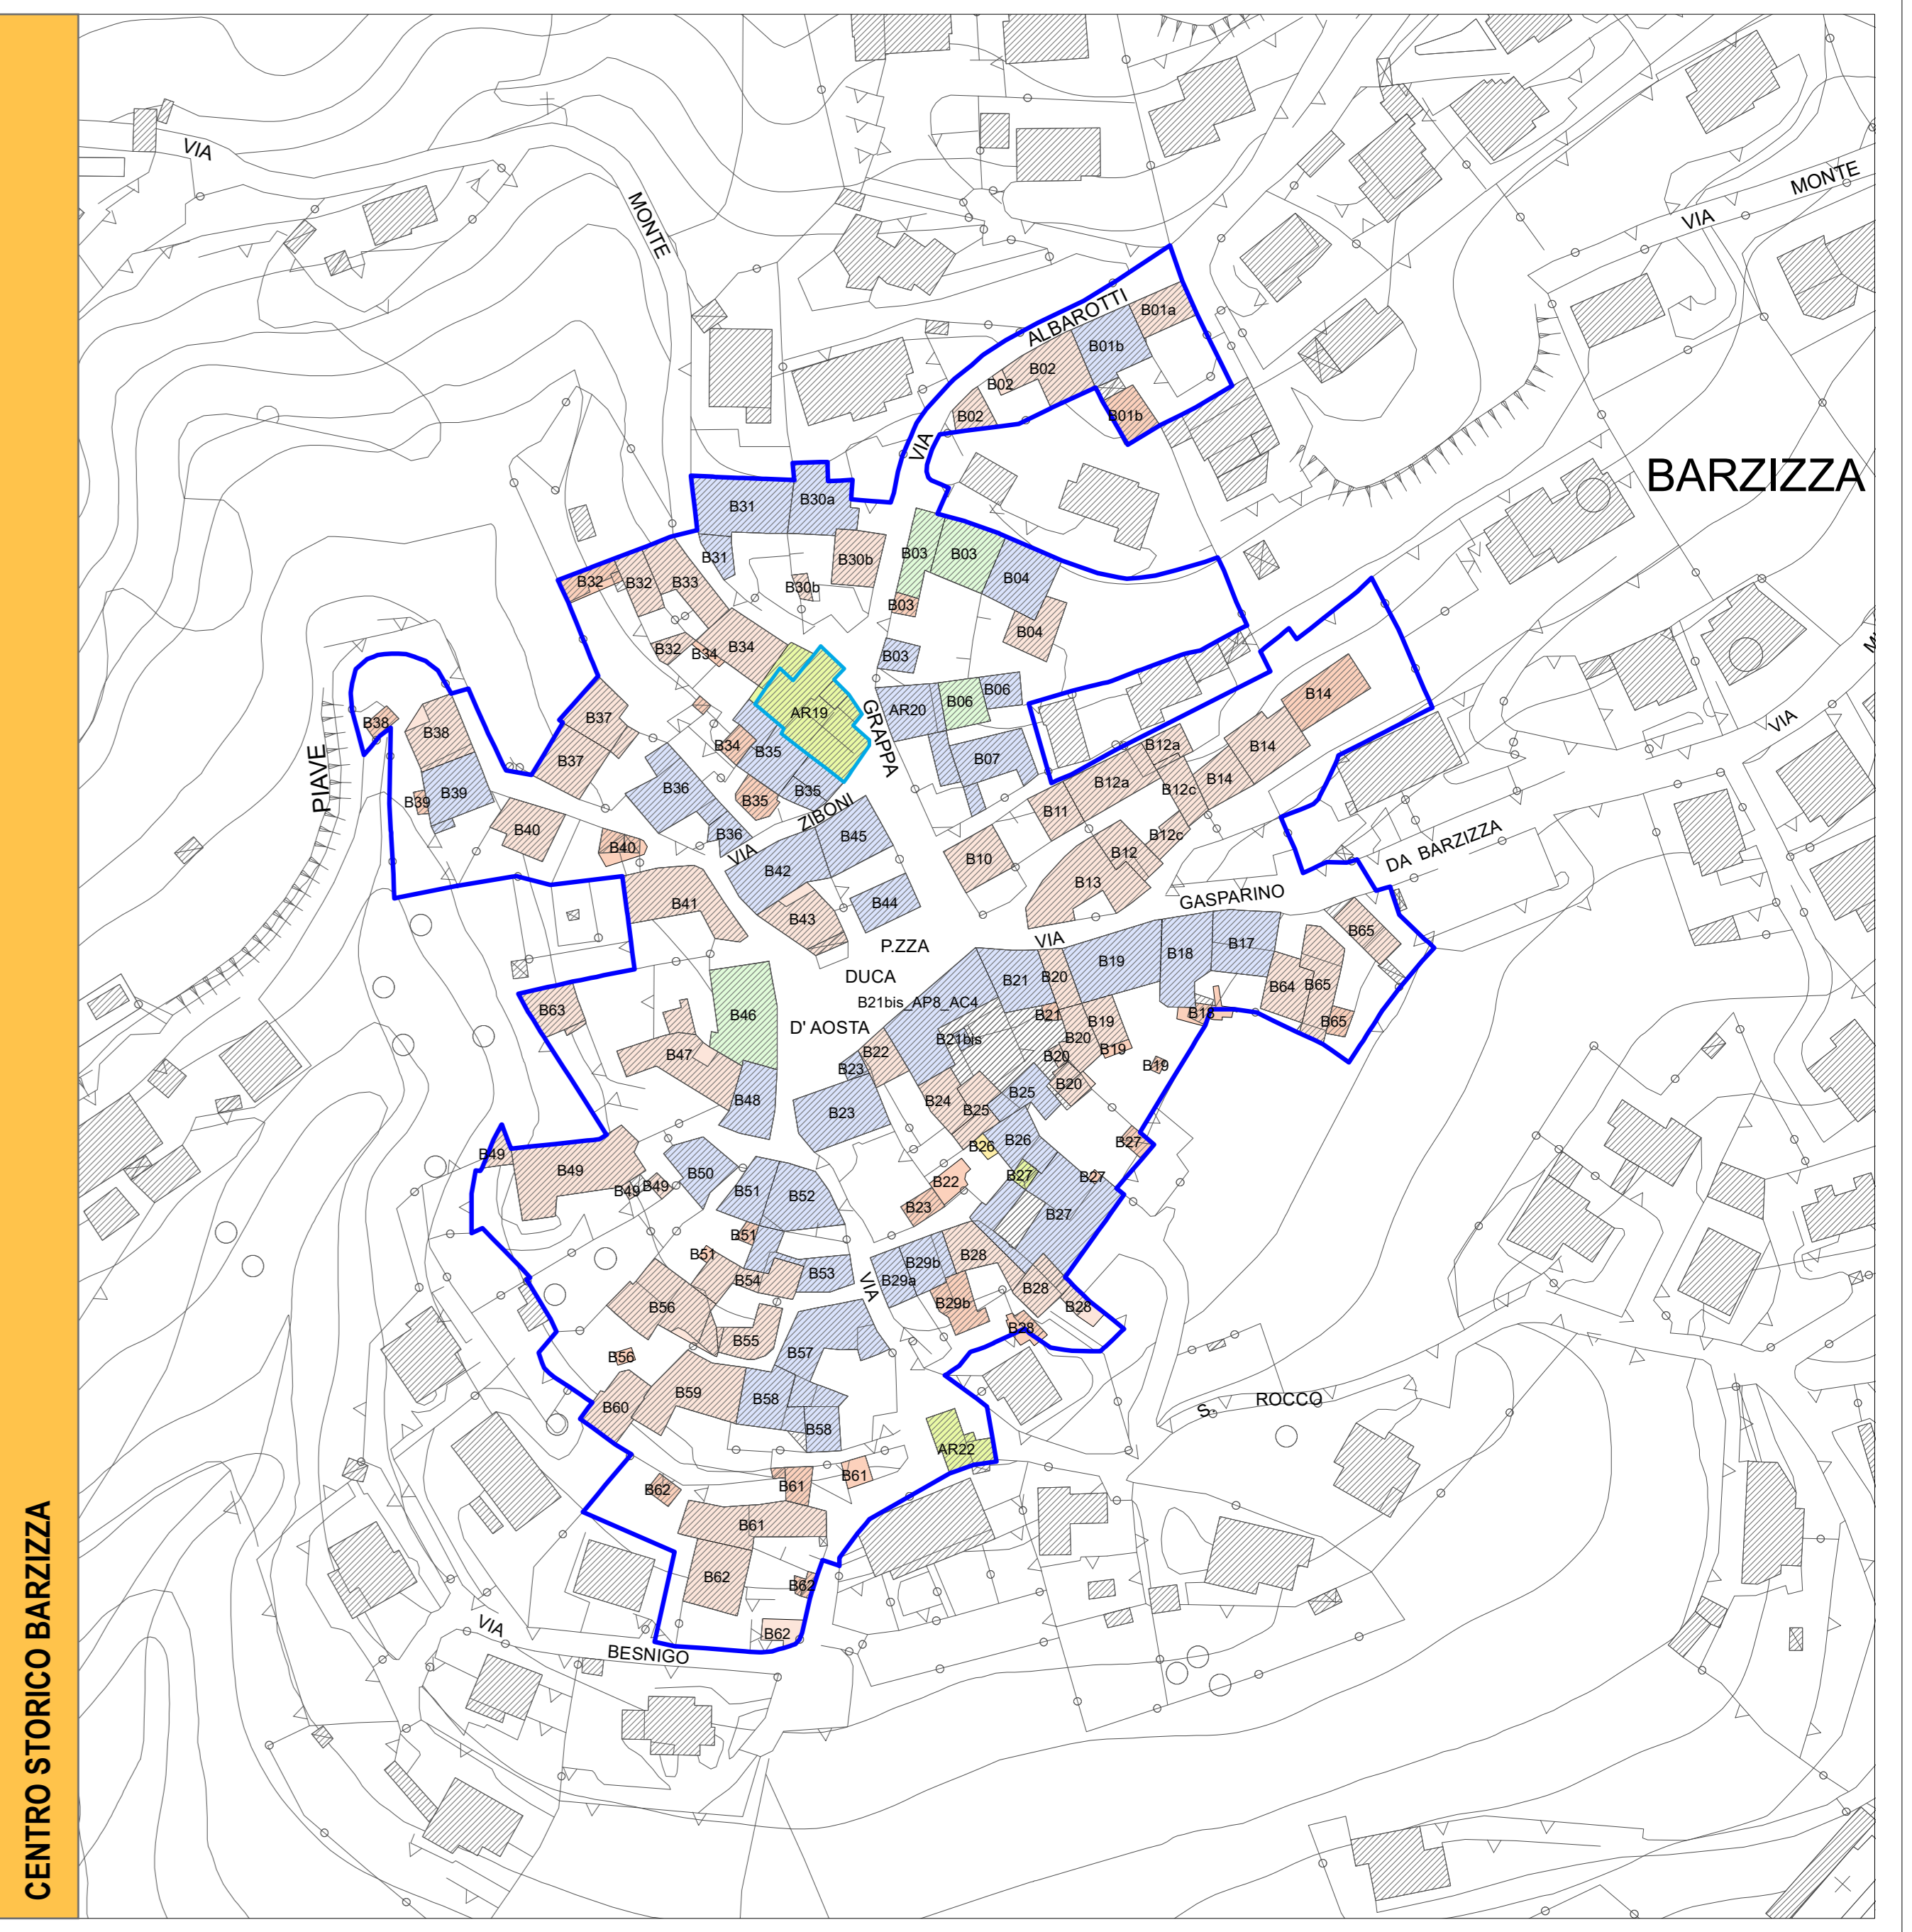 CENTRO STORICO BARZIZZA
VIA
MONTE
VIA
MONTE
ALBAROTTI
B01a
B01b
B02
B02
B02
B01b
VIA
BARZIZZA
B31
B30a
B31
B30b
B30b
B03
B03
B04
B03
B04
B32
B32
B33
B32
B34
B34
B03
AR19
GRAPPA
AR20
B06
B06
B07
B14
B14
B14
B12a
B12a
B12c
B12c
B11
B12
B10
B13
VIA
PIAVE
B38
B38
B37
B37
B39
B39
B34
B35
B35
B35
B36
B36
B40
B40
VIA
ZIBONI
B45
B42
B44
B43
B41
DA BARZIZZA
GASPARINO
VIA
P.ZZA
DUCA
D' AOSTA
B21bis_AP8_AC4
B21bis
B21
B20
B19
B18
B17
B65
B64
B65
B65
B18
B21
B19
B20
B19
B20
B20
B19
B63
B46
B47
B48
B22
B23
B23
B24
B25
B25
B26
B26
B27
B27
B27
B27
B49
B49
B49
B49
B50
B51
B52
B51
B51
B22
B23
B54
B53
VIA
B29a
B29b
B28
B29b
B28
B28
B28
B56
B55
B57
B56
B59
B60
B58
B58
AR22
S.
ROCCO
B61
B61
B62
B61
B62
B62
B62
VIA
BESNIGO